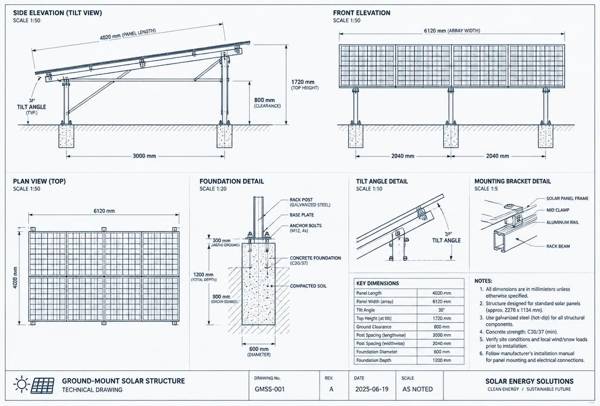 SIDE ELEVATION (TILT VIEW)
SCALE 1:50
4020 mm (PANEL LENGTH)
TILT ANGLE
(TYP.)
800 mm
(CLEARANCE)
1720 mm
(TOP HEIGHT)
3000 mm
FRONT ELEVATION
SCALE 1:50
6120 mm (ARRAY WIDTH)
2040 mm
2040 mm
PLAN VIEW (TOP)
SCALE 1:50
6120 mm
4020 mm
FOUNDATION DETAIL
SCALE 1:20
RACK POST
(GALVANIZED STEEL)
BASE PLATE
ANCHOR BOLTS
(M12, 4x)
CONCRETE FOUNDATION
(C30/37)
COMPACTED SOIL
300 mm
(ABOVE GROUND)
1200 mm
(TOTAL DEPTH)
900 mm
600 mm
(DIAMETER)
TILT ANGLE DETAIL
SCALE 1:10
TILT ANGLE
MOUNTING BRACKET DETAIL
SCALE 1:5
SOLAR PANEL FRAME
MID CLAMP
ALUMINUM RAIL
RACK BEAM
KEY DIMENSIONS
Panel Length 4020 mm
Panel Width (array) 6120 mm
Tilt Angle 30°
Top Height (at tilt) 1720 mm
Ground Clearance 800 mm
Post Spacing (lengthwise) 3000 mm
Post Spacing (widthwise) 2040 mm
Foundation Diameter 600 mm
Foundation Depth 1200 mm
NOTES:
1. All dimensions are in millimeters unless
otherwise specified.
2. Structure designed for standard solar panels
(approx. 2278 x 1134 mm).
3. Use galvanized steel (hot-dip) for all structural
components.
4. Concrete strength: C30/37 (min).
5. Verify site conditions and local wind/snow loads
prior to installation.
6. Follow manufacturer's installation manual
for panel mounting and electrical connections.
GROUND-MOUNT SOLAR STRUCTURE
TECHNICAL DRAWING
DRAWING No.
GMSS-001
REV.
A
DATE
2025-06-19
SCALE
AS NOTED
SOLAR ENERGY SOLUTIONS
CLEAN ENERGY / SUSTAINABLE FUTURE